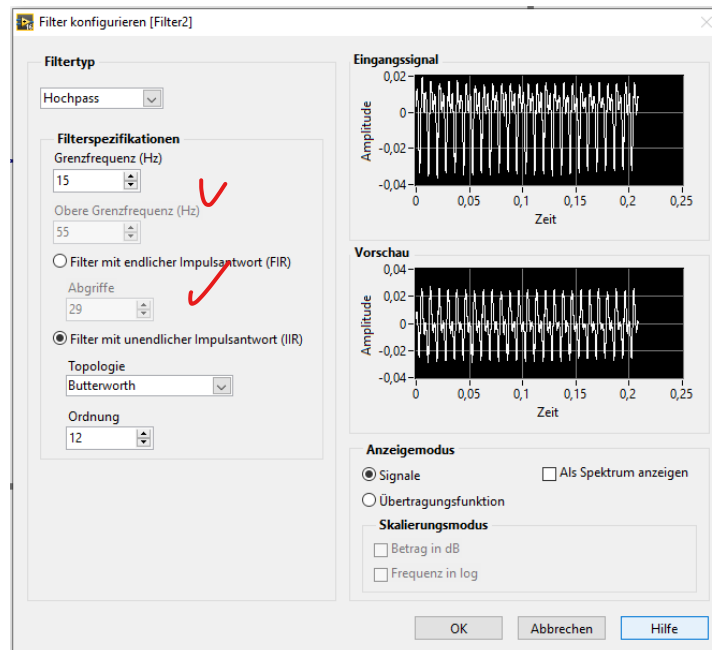 Filter konfigurieren [Filter2]
Filtertyp
Hochpass
Filterspezifikationen
Grenzfrequenz (Hz)
15
Obere Grenzfrequenz (Hz)
55
Filter mit endlicher Impulsantwort (FIR)
Abgriffe
29
Filter mit unendlicher Impulsantwort (IIR)
Topologie
Butterworth
Ordnung
12
Eingangssignal
Amplitude
0,02
0
-0,02
-0,04
0 0,05 0,1 0,15 0,2 0,25
Zeit
Vorschau
Amplitude
0,04
0,02
0
-0,02
-0,04
0 0,05 0,1 0,15 0,2 0,25
Zeit
Anzeigemodus
Signale
Als Spektrum anzeigen
Übertragungsfunktion
Skalierungsmodus
Betrag in dB
Frequenz in log
OK Abbrechen Hilfe